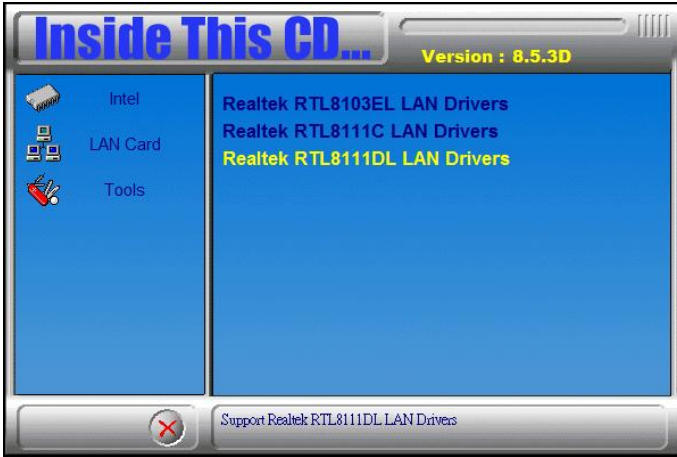 Inside This CD...
Version : 8.5.3D
Intel
LAN Card
Tools
Realtek RTL8103EL LAN Drivers
Realtek RTL8111C LAN Drivers
Realtek RTL8111DL LAN Drivers
Support Realtek RTL8111DL LAN Drivers